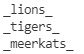 _lions_
_tigers_
_meerkats_